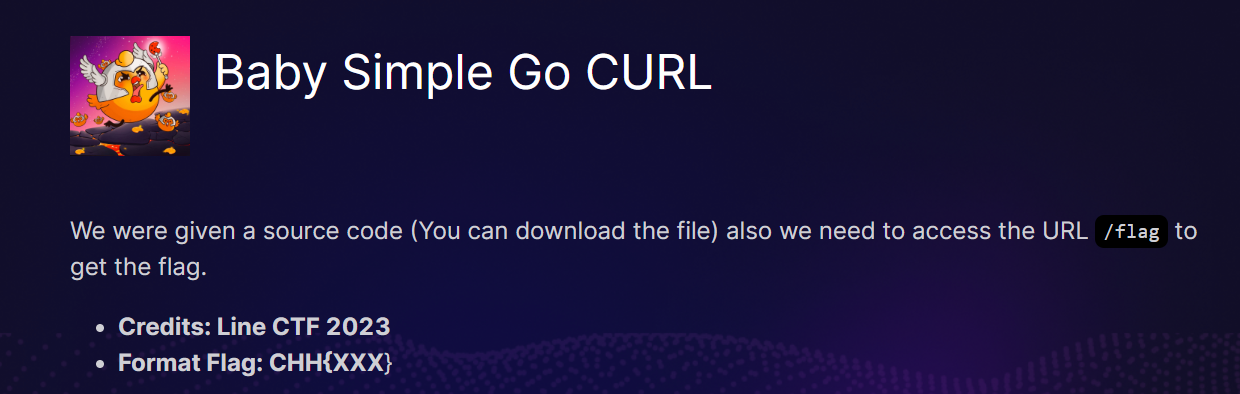 Baby Simple Go CURL
We were given a source code (You can download the file) also we need to access the URL /flag to
get the flag.
• Credits: Line CTF 2023
• Format Flag: CHH{XXX}